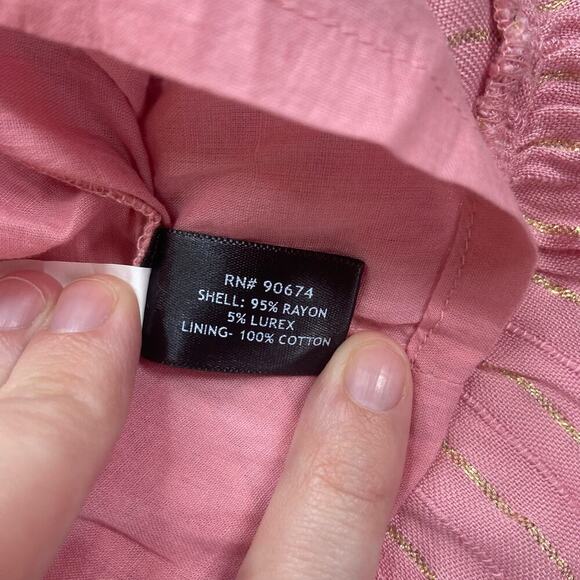 RN# 90674
SHELL: 95% RAYON
5% LUREX
LINING- 100% COTTON